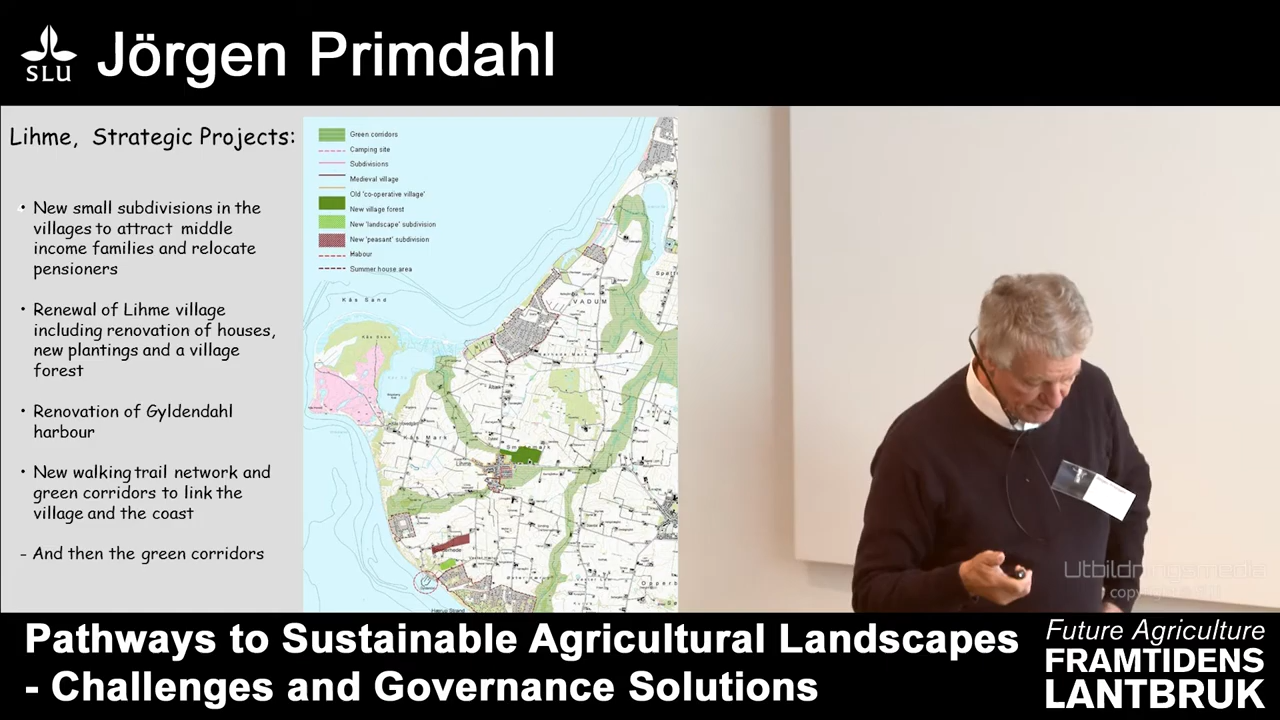 SLU
Jörgen Primdahl
Lihme, Strategic Projects:
• New small subdivisions in the
villages to attract middle
income families and relocate
pensioners
• Renewal of Lihme village
including renovation of houses,
new plantings and a village
forest
• Renovation of Gyldendahl
harbour
• New walking trail network and
green corridors to link the
village and the coast
- And then the green corridors
Green corridors
Camping site
Subdivisions
Medieval village
Old 'co-operative village'
New village forest
New 'landscape' subdivision
New 'peasant' subdivision
Habour
Summer house area
Kås Sand
VADUM
Kås Mark
Lihme
Utbildningsmedia
Pathways to Sustainable Agricultural Landscapes
- Challenges and Governance Solutions
Future Agriculture
FRAMTIDENS
LANTBRUK